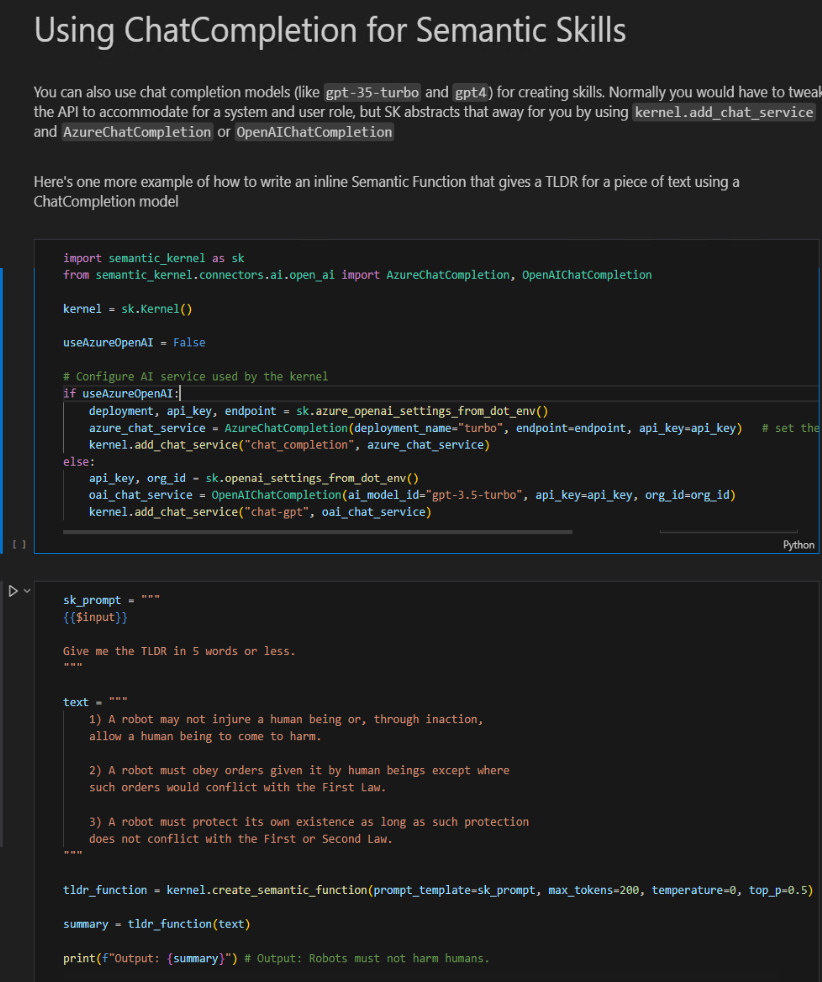 Using ChatCompletion for Semantic Skills
You can also use chat completion models (like gpt-35-turbo and gpt4) for creating skills. Normally you would have to tweak
the API to accommodate for a system and user role, but SK abstracts that away for you by using kernel.add_chat_service
and AzureChatCompletion or OpenAIChatCompletion
Here's one more example of how to write an inline Semantic Function that gives a TLDR for a piece of text using a
ChatCompletion model
import semantic_kernel as sk
from semantic_kernel.connectors.ai.open_ai import AzureChatCompletion, OpenAIChatCompletion
kernel = sk.Kernel()
useAzureOpenAI = False
# Configure AI service used by the kernel
if useAzureOpenAI:
    deployment, api_key, endpoint = sk.azure_openai_settings_from_dot_env()
    azure_chat_service = AzureChatCompletion(deployment_name="turbo", endpoint=endpoint, api_key=api_key)   # set the
    kernel.add_chat_service("chat_completion", azure_chat_service)
else:
    api_key, org_id = sk.openai_settings_from_dot_env()
    oai_chat_service = OpenAIChatCompletion(ai_model_id="gpt-3.5-turbo", api_key=api_key, org_id=org_id)
    kernel.add_chat_service("chat-gpt", oai_chat_service)
[ ]
Python
sk_prompt = """
{{$input}}
Give me the TLDR in 5 words or less.
"""
text = """
    1) A robot may not injure a human being or, through inaction,
    allow a human being to come to harm.
    2) A robot must obey orders given it by human beings except where
    such orders would conflict with the First Law.
    3) A robot must protect its own existence as long as such protection
    does not conflict with the First or Second Law.
"""
tldr_function = kernel.create_semantic_function(prompt_template=sk_prompt, max_tokens=200, temperature=0, top_p=0.5)
summary = tldr_function(text)
print(f"Output: {summary}") # Output: Robots must not harm humans.